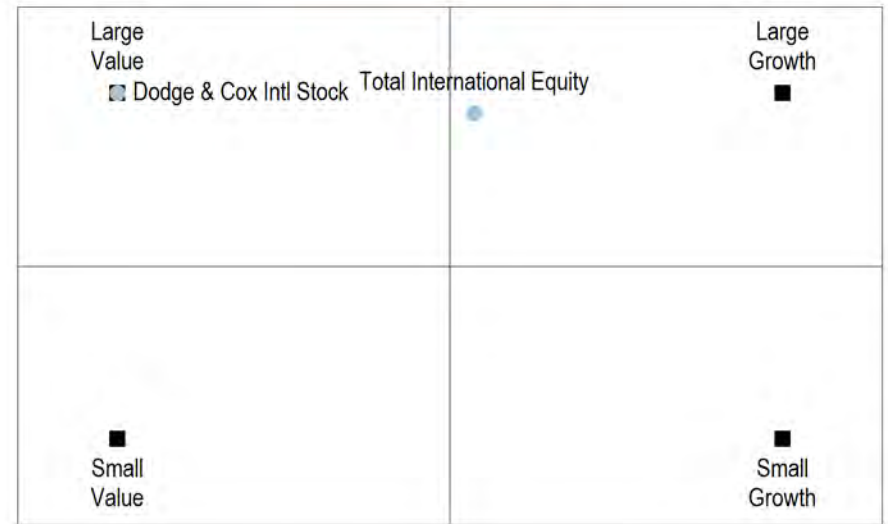 Large
Value
Large
Growth
Dodge & Cox Intl Stock
Total International Equity
Small
Value
Small
Growth